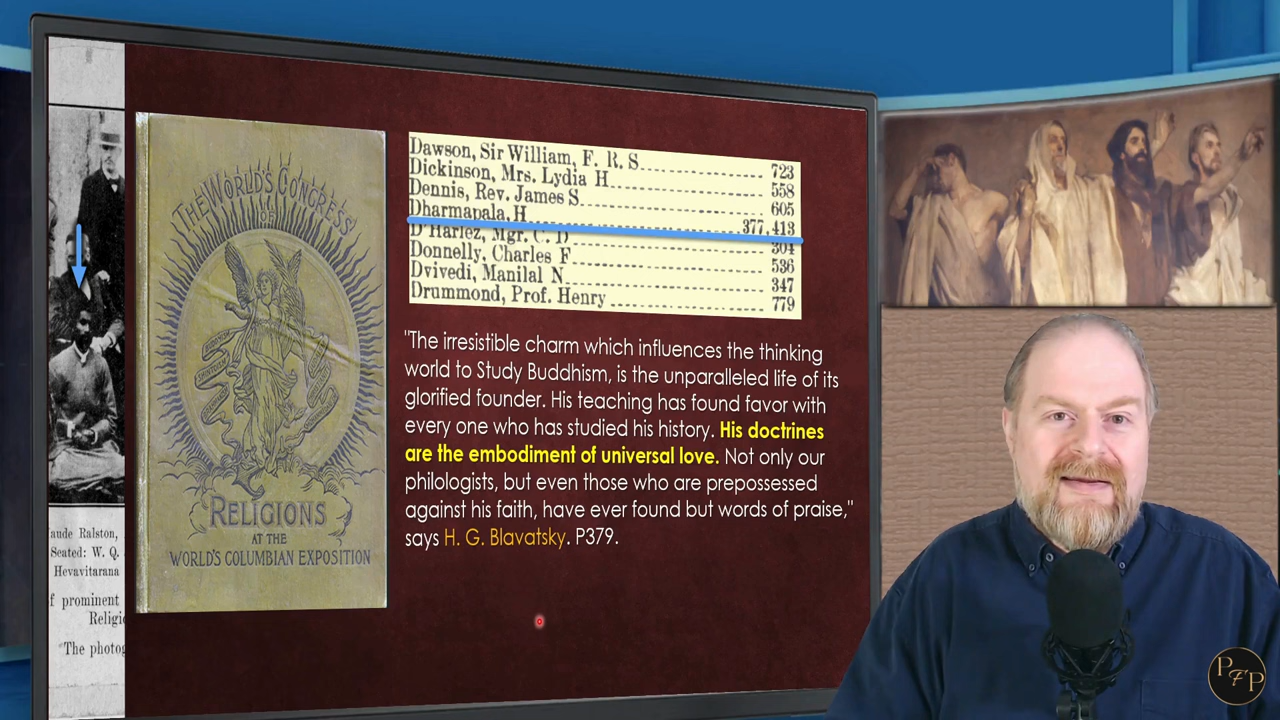 THE WORLD'S CONGRESS
OF
RELIGIONS
AT THE
WORLD'S COLUMBIAN EXPOSITION
Dawson, Sir William, F. R. S. 723
Dickinson, Mrs. Lydia H. 558
Dennis, Rev. James S. 605
Dharmapala, H. 377, 413
D'Harlez, Mgr. C. D 304
Donnelly, Charles F. 536
Dvivedi, Manilal N. 347
Drummond, Prof. Henry 779
"The irresistible charm which influences the thinking
world to Study Buddhism, is the unparalleled life of its
glorified founder. His teaching has found favor with
every one who has studied his history. His doctrines
are the embodiment of universal love. Not only our
philologists, but even those who are prepossessed
against his faith, have ever found but words of praise,"
says H. G. Blavatsky. P379.
aude Ralston,
Seated: W. Q.
Hevavitarana
f prominent
Religi
"The photog
PFP